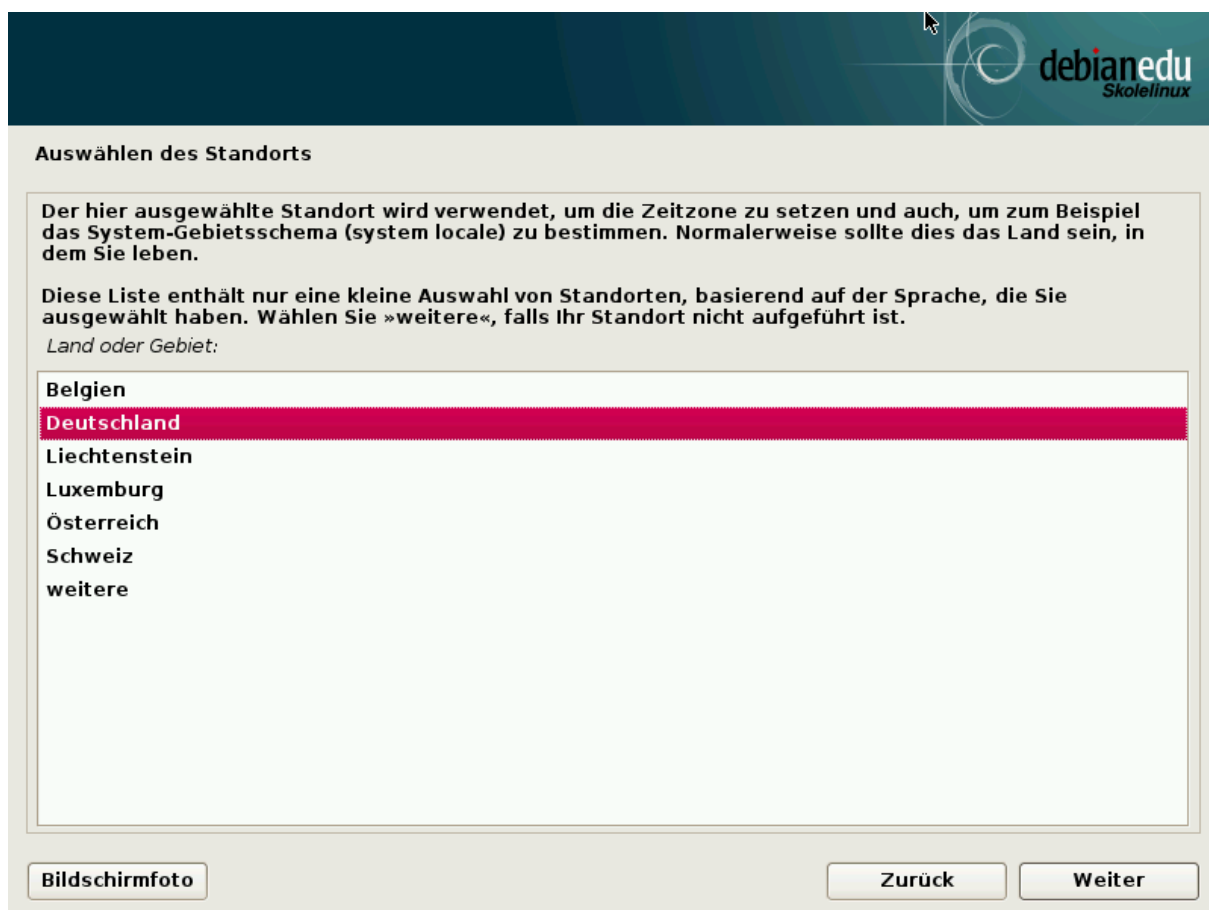 debianedu
Skolelinux
Auswählen des Standorts
Der hier ausgewählte Standort wird verwendet, um die Zeitzone zu setzen und auch, um zum Beispiel
das System-Gebietsschema (system locale) zu bestimmen. Normalerweise sollte dies das Land sein, in
dem Sie leben.
Diese Liste enthält nur eine kleine Auswahl von Standorten, basierend auf der Sprache, die Sie
ausgewählt haben. Wählen Sie »weitere«, falls Ihr Standort nicht aufgeführt ist.
Land oder Gebiet:
Belgien
Deutschland
Liechtenstein
Luxemburg
Österreich
Schweiz
weitere
Bildschirmfoto
Zurück
Weiter